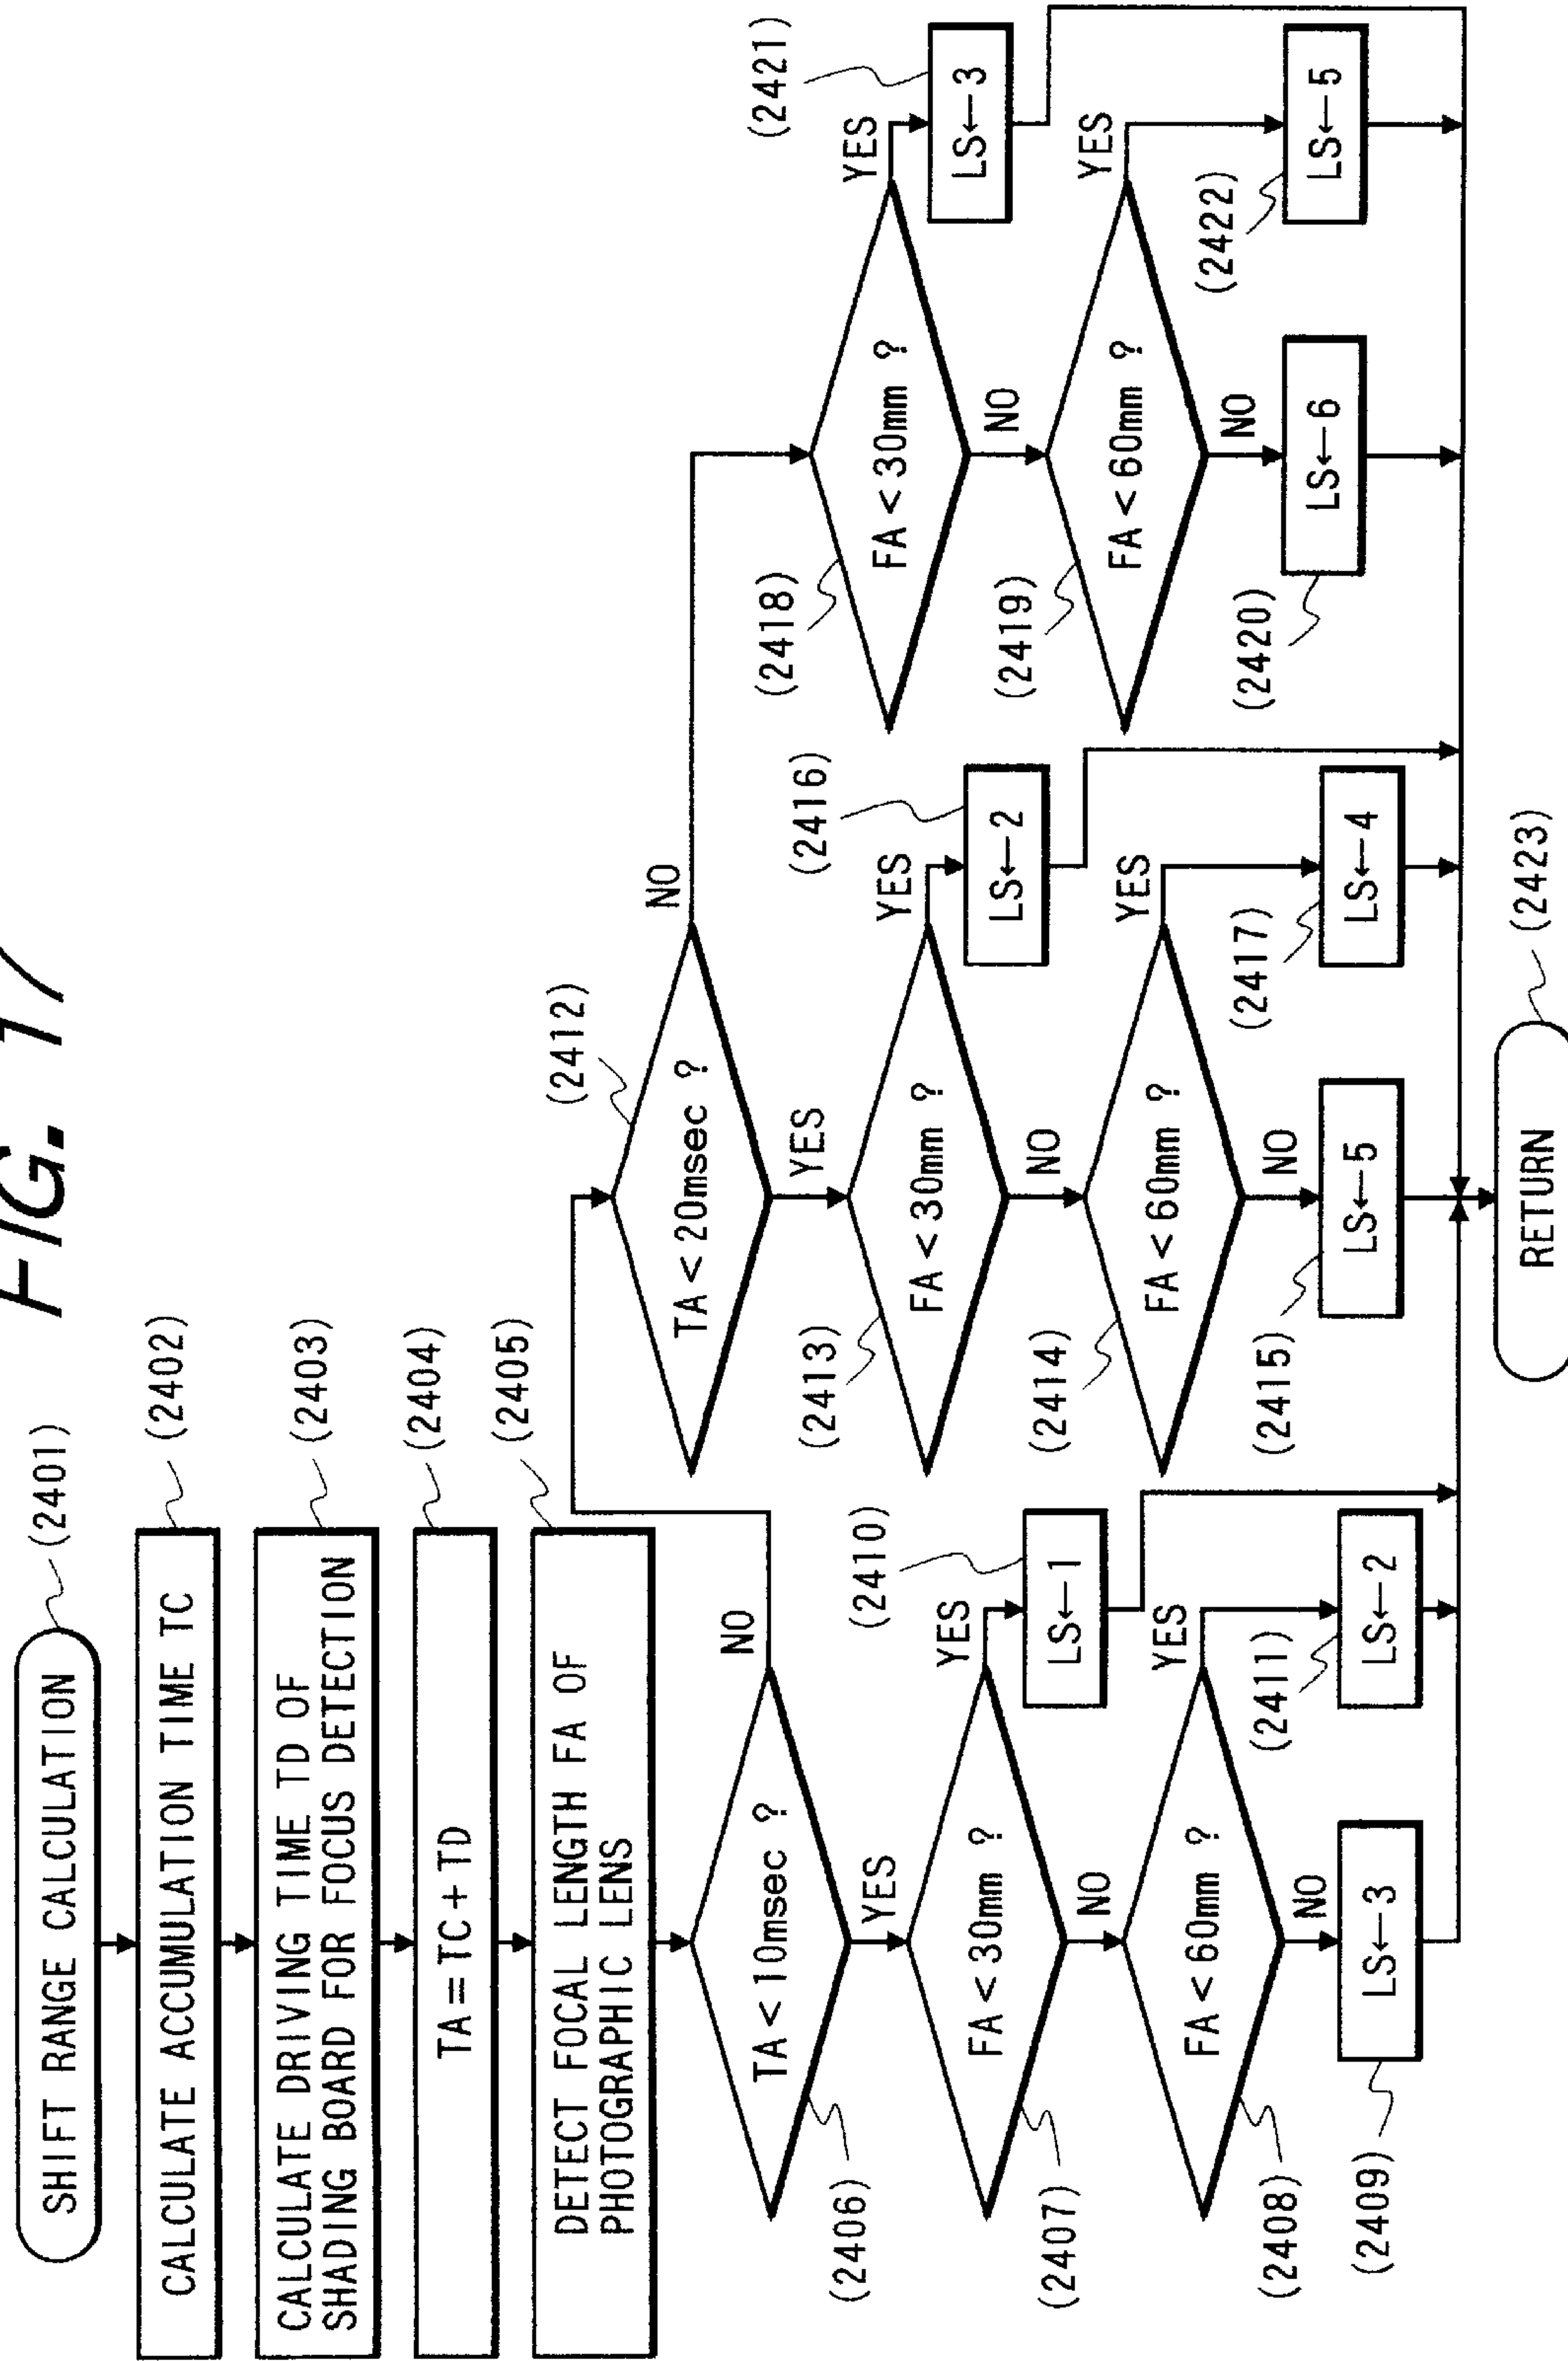 FIG. 17
SHIFT RANGE CALCULATION
(2401)
CALCULATE ACCUMULATION TIME TC
(2402)
CALCULATE DRIVING TIME TD OF
SHADING BOARD FOR FOCUS DETECTION
(2403)
TA=TC+TD
(2404)
DETECT FOCAL LENGTH FA OF
PHOTOGRAPHIC LENS
(2405)
TA<10msec ?
(2406)
NO
YES
FA<30mm ?
(2407)
YES
NO
LS←1
(2410)
FA<60mm ?
(2408)
YES
NO
LS←2
(2411)
LS←3
(2409)
TA<20msec ?
(2412)
NO
YES
FA<30mm ?
(2413)
YES
NO
LS←2
(2416)
FA<60mm ?
(2414)
YES
NO
LS←4
(2417)
LS←5
(2415)
FA<30mm ?
(2418)
YES
NO
LS←3
(2421)
FA<60mm ?
(2419)
YES
NO
LS←5
(2422)
LS←6
(2420)
RETURN
(2423)